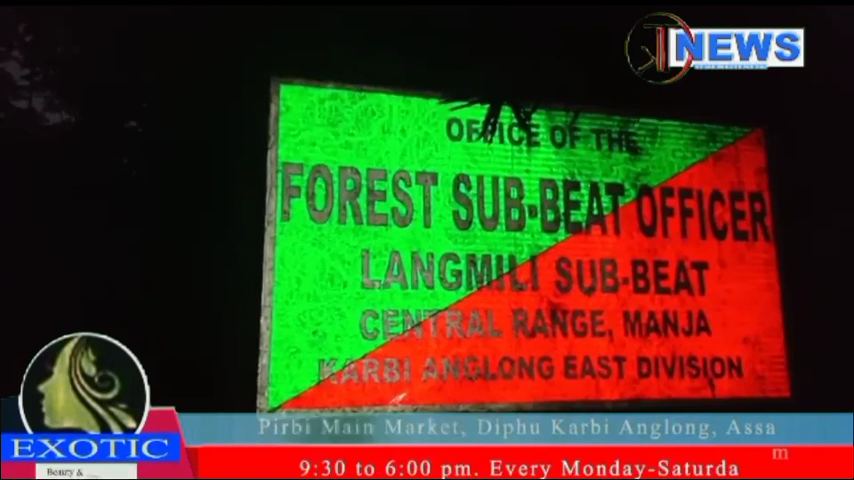 NEWS
OFFICE OF THE
FOREST SUB-BEAT OFFICER
LANGMILI SUB-BEAT
CENTRAL RANGE, MANJA
KARBI ANGLONG EAST DIVISION
EXOTIC
Beauty &
Pirbi Main Market, Diphu Karbi Anglong, Assa
m
9:30 to 6:00 pm. Every Monday-Saturda